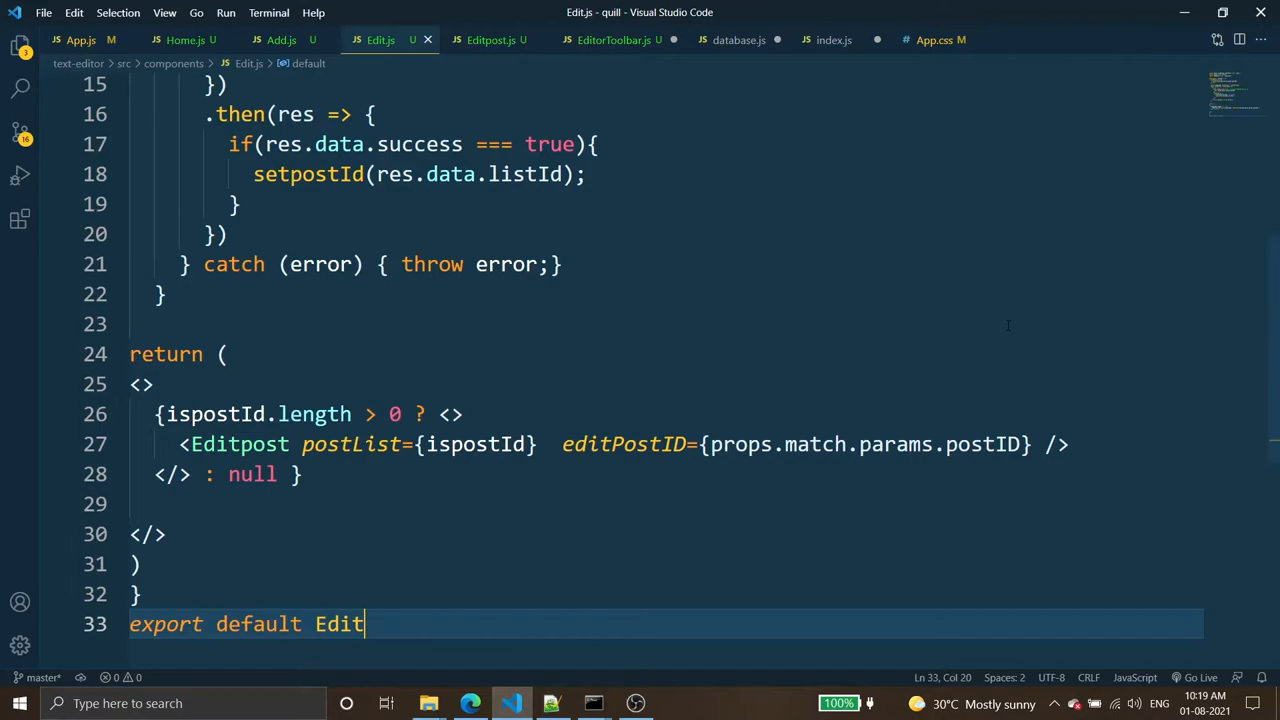 File Edit Selection View Go Run Terminal Help Edit.js - quill - Visual Studio Code
App.js M Home.js U Add.js U Edit.js U Editpost.js U EditorToolbar.js U database.js index.js # App.css M
text-editor > src > components > Edit.js > default
15 })
16 .then(res => {
17 if(res.data.success === true){
18 setpostId(res.data.listId);
19 }
20 })
21 } catch (error) { throw error;}
22 }
23
24 return (
25 <>
26 {ispostId.length > 0 ? <>
27 <Editpost postList={ispostId} editPostID={props.match.params.postID} />
28 </> : null }
29
30 </>
31 )
32 }
33 export default Edit
3
16
master* 0 0 Ln 33, Col 20 Spaces: 2 UTF-8 CRLF JavaScript Go Live
Type here to search 100% 30°C Mostly sunny ENG 10:19 AM
01-08-2021